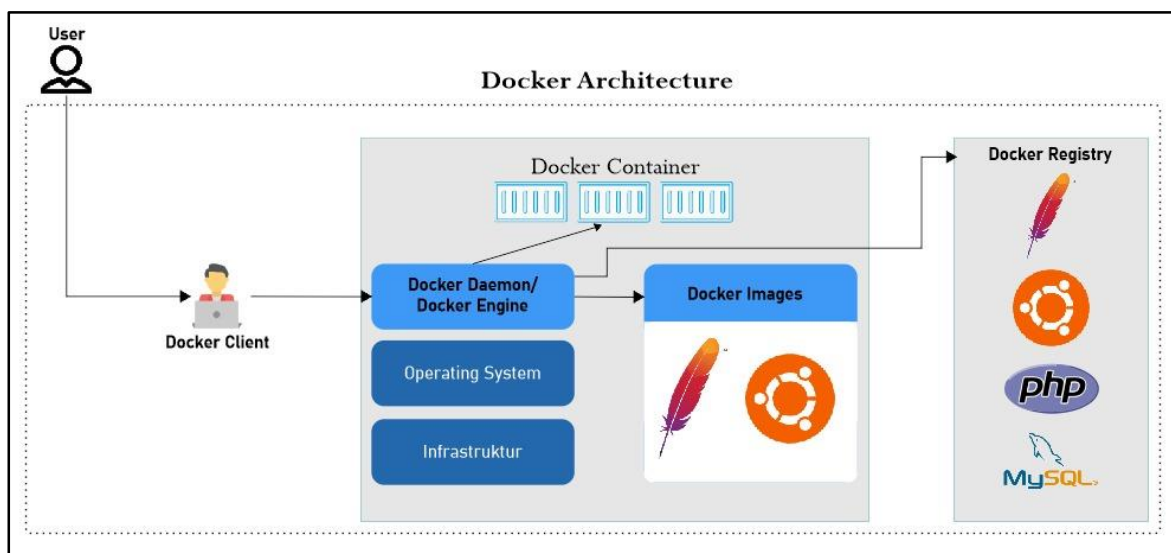 User
Docker Architecture
Docker Container
Docker Registry
Docker Daemon/
Docker Engine
Docker Images
Docker Client
Operating System
Infrastruktur
php
MySQL